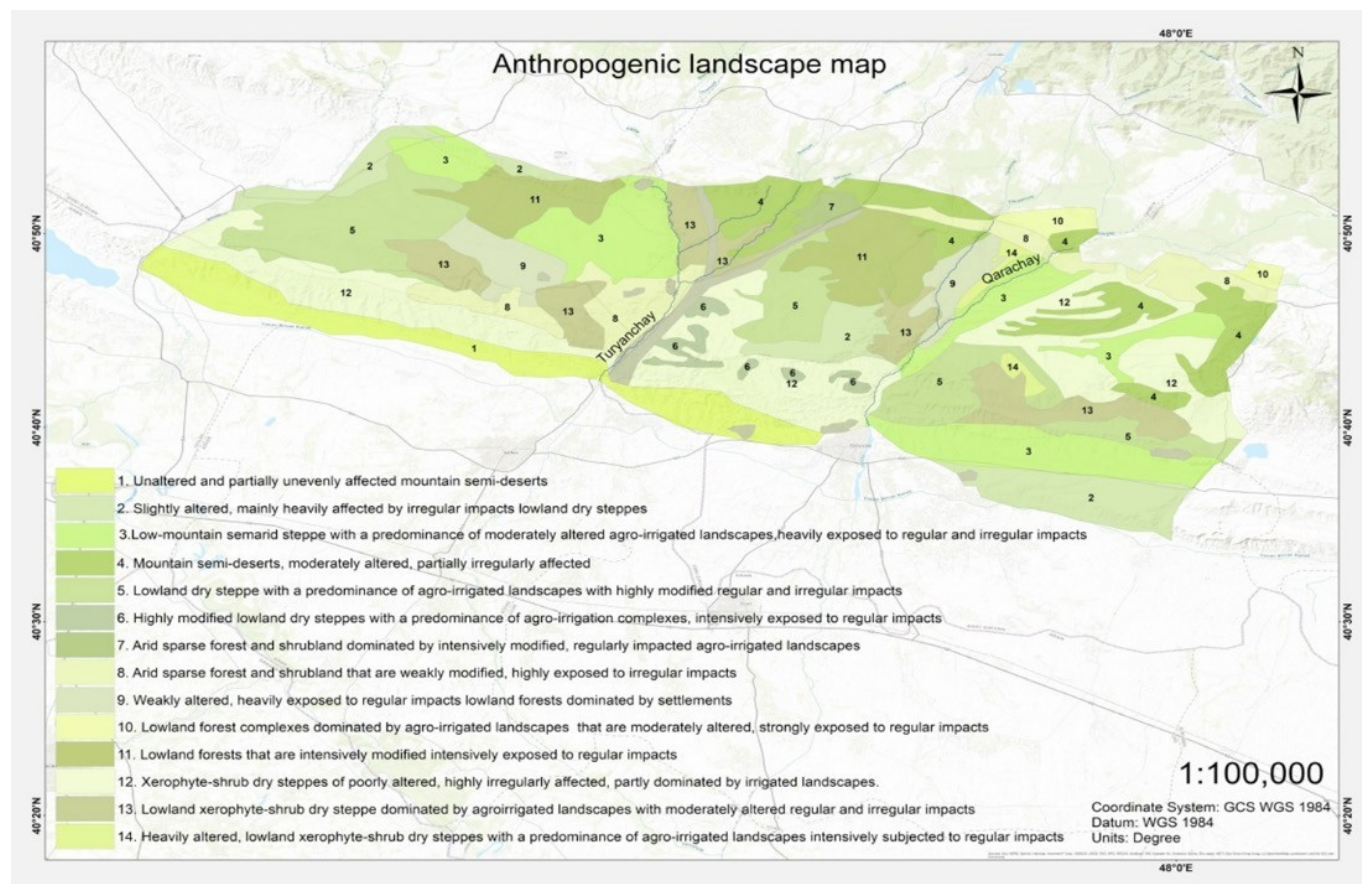 48°0'E
Anthropogenic landscape map
N
2
3
2
11
4
7
13
5
3
10
8
4
14
4
11
13
13
9
9
Qarachay
10
8
3
12
4
12
8
13
8
6
5
2
13
4
Turyanchay
6
1
3
6
6
12
6
5
14
12
4
13
5
3
2
40°50'N
40°50'N
40°40'N
40°40'N
40°30'N
40°30'N
40°20'N
40°20'N
1. Unaltered and partially unevenly affected mountain semi-deserts
2. Slightly altered, mainly heavily affected by irregular impacts lowland dry steppes
3.Low-mountain semarid steppe with a predominance of moderately altered agro-irrigated landscapes,heavily exposed to regular and irregular impacts
4. Mountain semi-deserts, moderately altered, partially irregularly affected
5. Lowland dry steppe with a predominance of agro-irrigated landscapes with highly modified regular and irregular impacts
6. Highly modified lowland dry steppes with a predominance of agro-irrigation complexes, intensively exposed to regular impacts
7. Arid sparse forest and shrubland dominated by intensively modified, regularly impacted agro-irrigated landscapes
8. Arid sparse forest and shrubland that are weakly modified, highly exposed to irregular impacts
9. Weakly altered, heavily exposed to regular impacts lowland forests dominated by settlements
10. Lowland forest complexes dominated by agro-irrigated landscapes that are moderately altered, strongly exposed to regular impacts
11. Lowland forests that are intensively modified intensively exposed to regular impacts
12. Xerophyte-shrub dry steppes of poorly altered, highly irregularly affected, partly dominated by irrigated landscapes.
13. Lowland xerophyte-shrub dry steppe dominated by agroirrigated landscapes with moderately altered regular and irregular impacts
14. Heavily altered, lowland xerophyte-shrub dry steppes with a predominance of agro-irrigated landscapes intensively subjected to regular impacts
1:100,000
Coordinate System: GCS WGS 1984
Datum: WGS 1984
Units: Degree
48°0'E